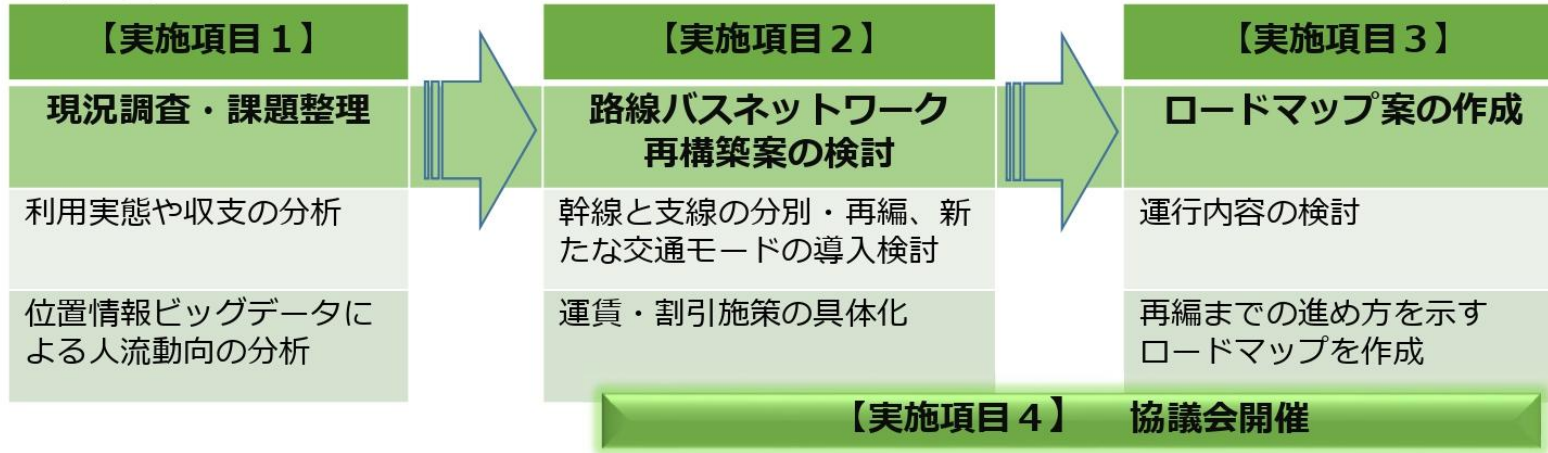 【実施項目１】
現況調査・課題整理
利用実態や収支の分析
位置情報ビッグデータに
よる人流動向の分析
【実施項目２】
路線バスネットワーク
再構築案の検討
幹線と支線の分別・再編、新
たな交通モードの導入検討
運賃・割引施策の具体化
【実施項目３】
ロードマップ案の作成
運行内容の検討
再編までの進め方を示す
ロードマップを作成
【実施項目４】　協議会開催